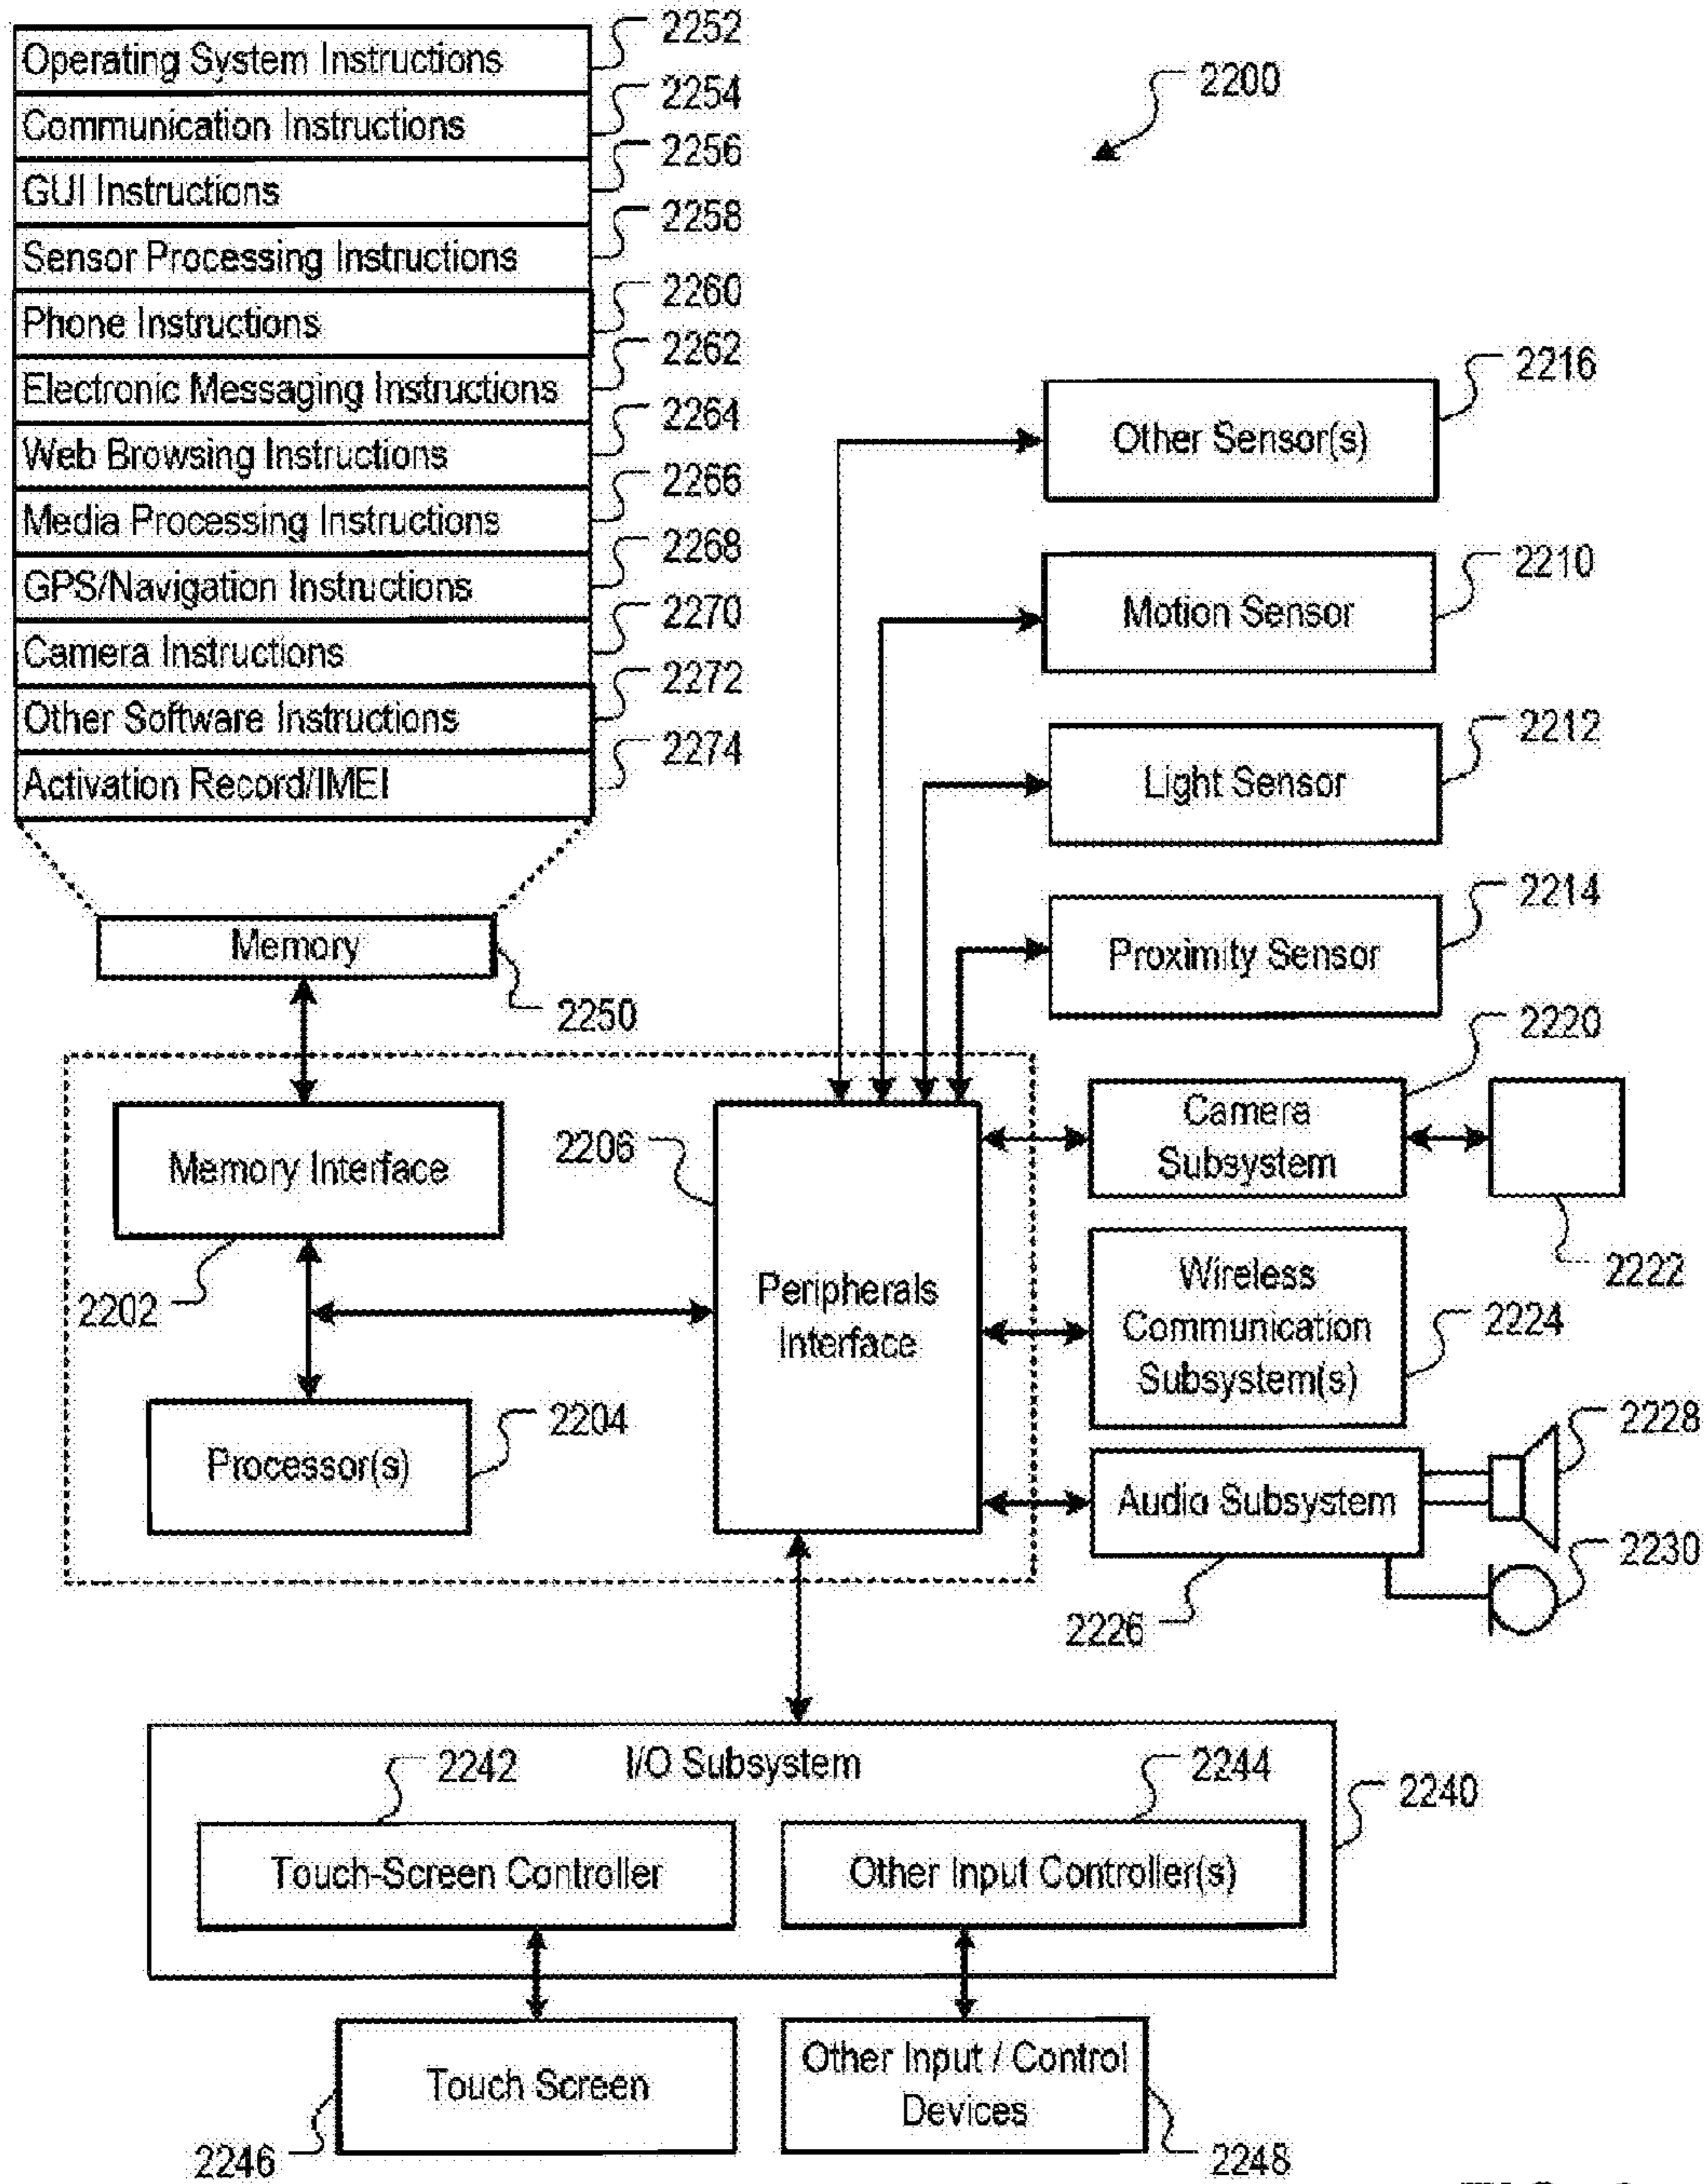 2252
Operating System Instructions
2254
Communication Instructions
2256
GUI Instructions
2258
Sensor Processing Instructions
2260
Phone Instructions
2262
Electronic Messaging Instructions
2264
Web Browsing Instructions
2266
Media Processing Instructions
2268
GPS/Navigation Instructions
2270
Camera Instructions
2272
Other Software Instructions
2274
Activation Record/IMEI
2200
2216
Other Sensor(s)
2210
Motion Sensor
2212
Light Sensor
2214
Proximity Sensor
Memory
2250
2220
Camera
Subsystem
2222
Memory Interface
2202
2206
Peripherals
Interface
Wireless
Communication
Subsystem(s)
2224
2204
Processor(s)
2228
Audio Subsystem
2230
2226
I/O Subsystem
2242
2244
2240
Touch-Screen Controller
Other Input Controller(s)
Touch Screen
Other Input / Control
Devices
2246
2248